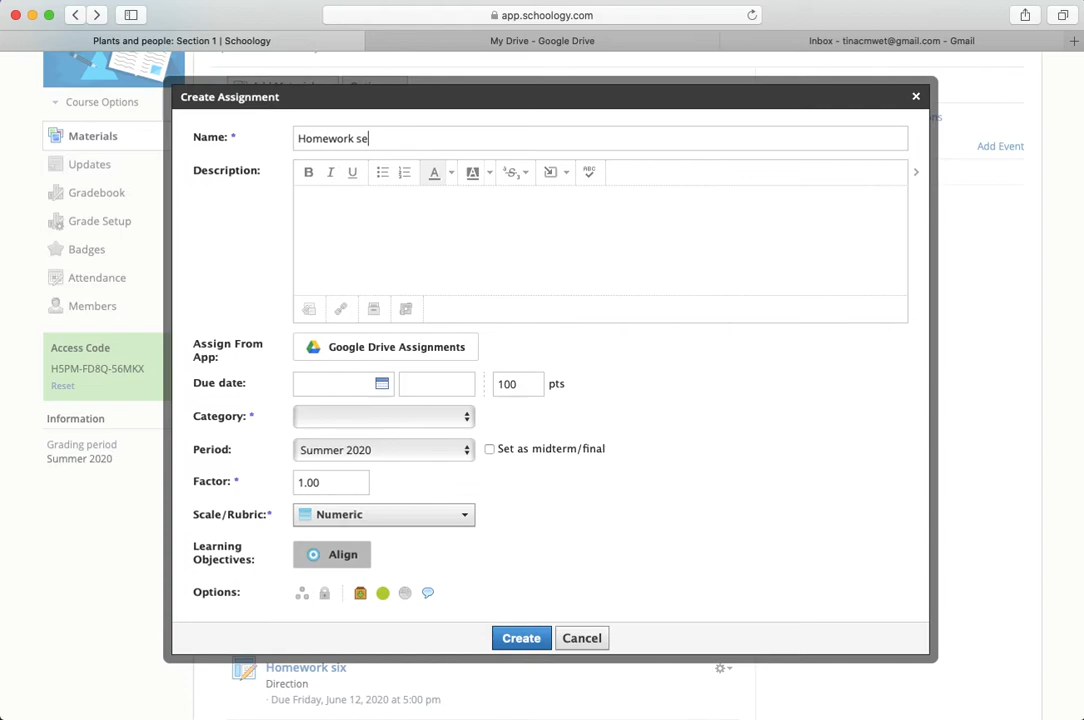 app.schoology.com
Plants and people: Section 1 | Schoology
My Drive - Google Drive
Inbox - tinacmwet@gmail.com - Gmail
Course Options
Materials
Updates
Gradebook
Grade Setup
Badges
Attendance
Members
Access Code
H5PM-FD8Q-56MKX
Reset
Information
Grading period
Summer 2020
Add Event
Create Assignment
Name: *
Homework se
Description:
B I U A A ABC
Assign From
App:
Google Drive Assignments
Due date:
100 pts
Category: *
Period:
Summer 2020
Set as midterm/final
Factor: *
1.00
Scale/Rubric:*
Numeric
Learning
Objectives:
Align
Options:
Create
Cancel
Homework six
Direction
· Due Friday, June 12, 2020 at 5:00 pm